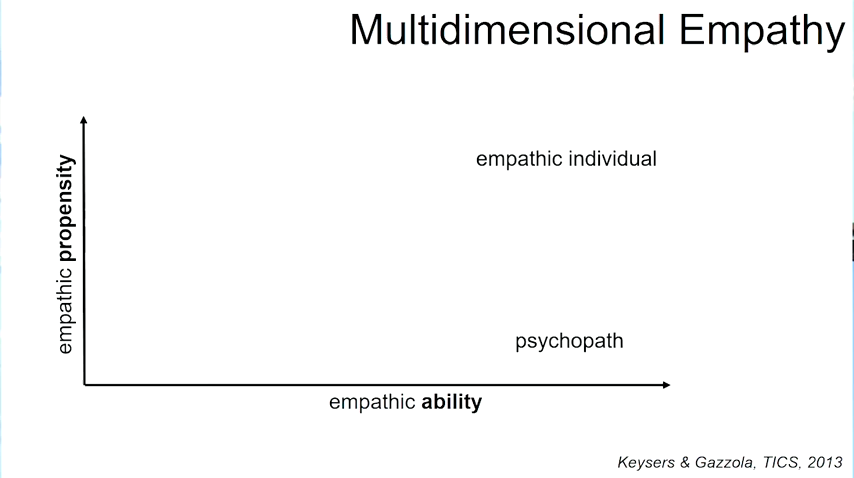 Multidimensional Empathy
empathic propensity
empathic individual
psychopath
empathic ability
Keysers & Gazzola, TICS, 2013